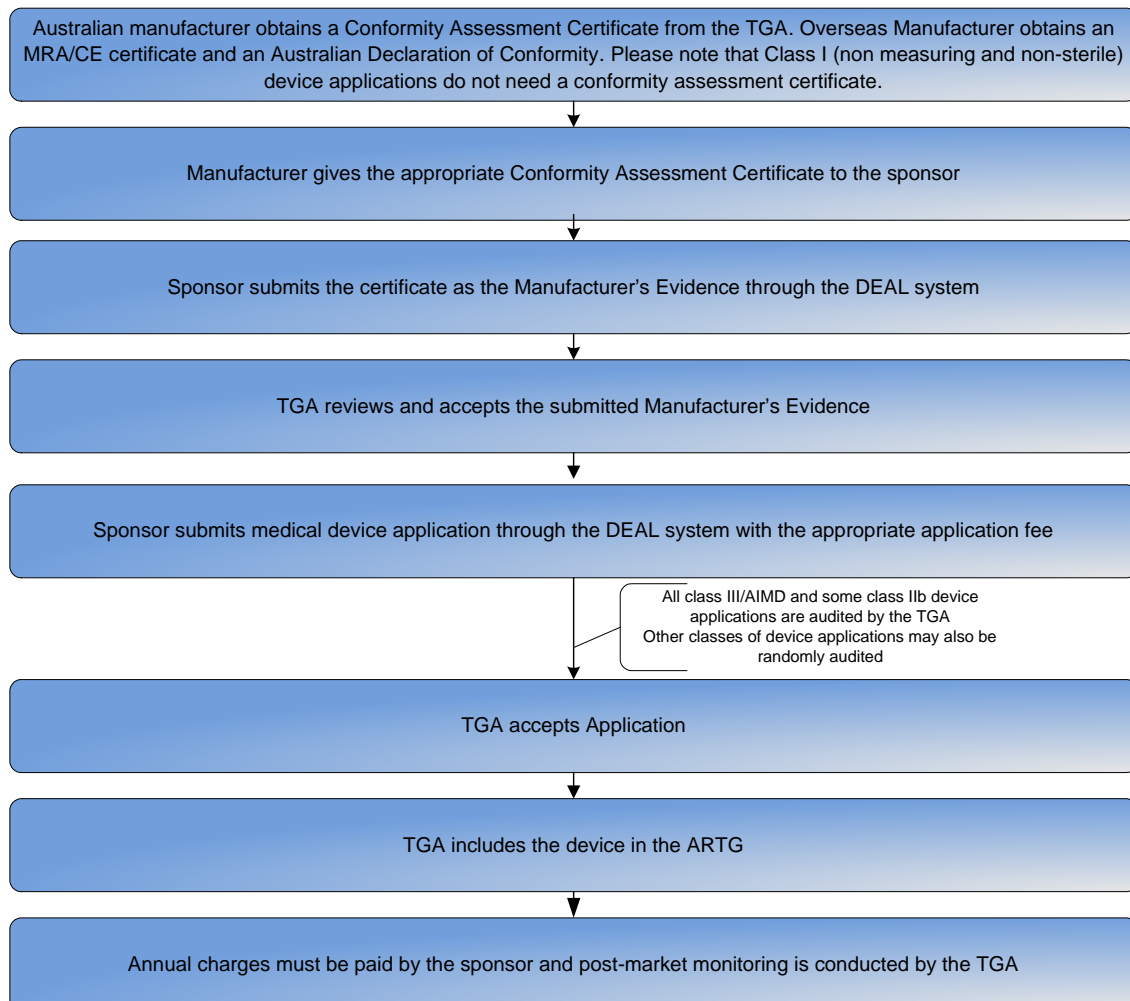 Australian manufacturer obtains a Conformity Assessment Certificate from the TGA. Overseas Manufacturer obtains an
MRA/CE certificate and an Australian Declaration of Conformity. Please note that Class I (non measuring and non-sterile)
device applications do not need a conformity assessment certificate.
Manufacturer gives the appropriate Conformity Assessment Certificate to the sponsor
Sponsor submits the certificate as the Manufacturer’s Evidence through the DEAL system
TGA reviews and accepts the submitted Manufacturer’s Evidence
Sponsor submits medical device application through the DEAL system with the appropriate application fee
All class III/AIMD and some class IIb device
applications are audited by the TGA
Other classes of device applications may also be
randomly audited
TGA accepts Application
TGA includes the device in the ARTG
Annual charges must be paid by the sponsor and post-market monitoring is conducted by the TGA